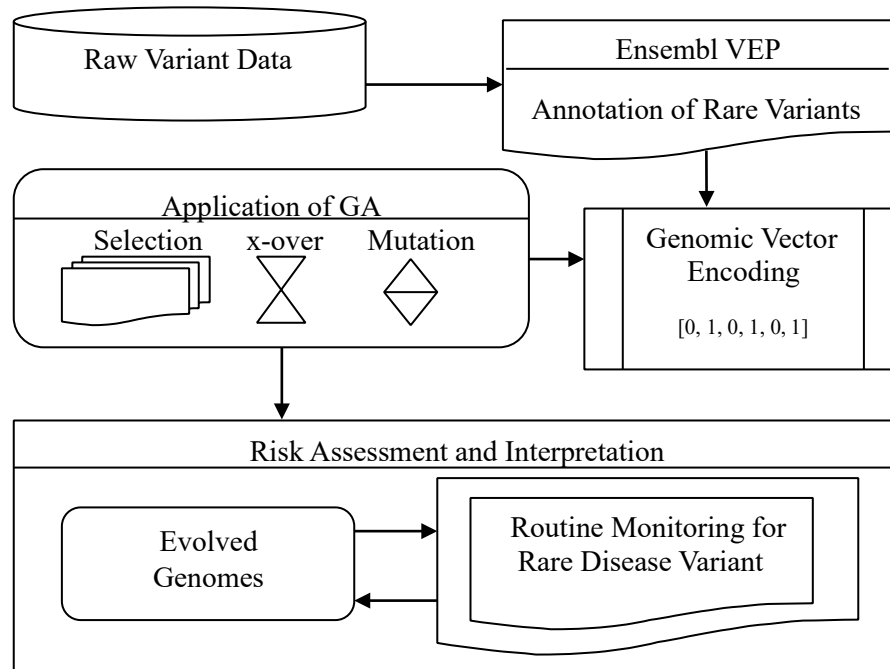 Raw Variant Data
Ensembl VEP
Annotation of Rare Variants
Application of GA
Selection x-over Mutation
Genomic Vector
Encoding
[0, 1, 0, 1, 0, 1]
Risk Assessment and Interpretation
Evolved
Genomes
Routine Monitoring for
Rare Disease Variant